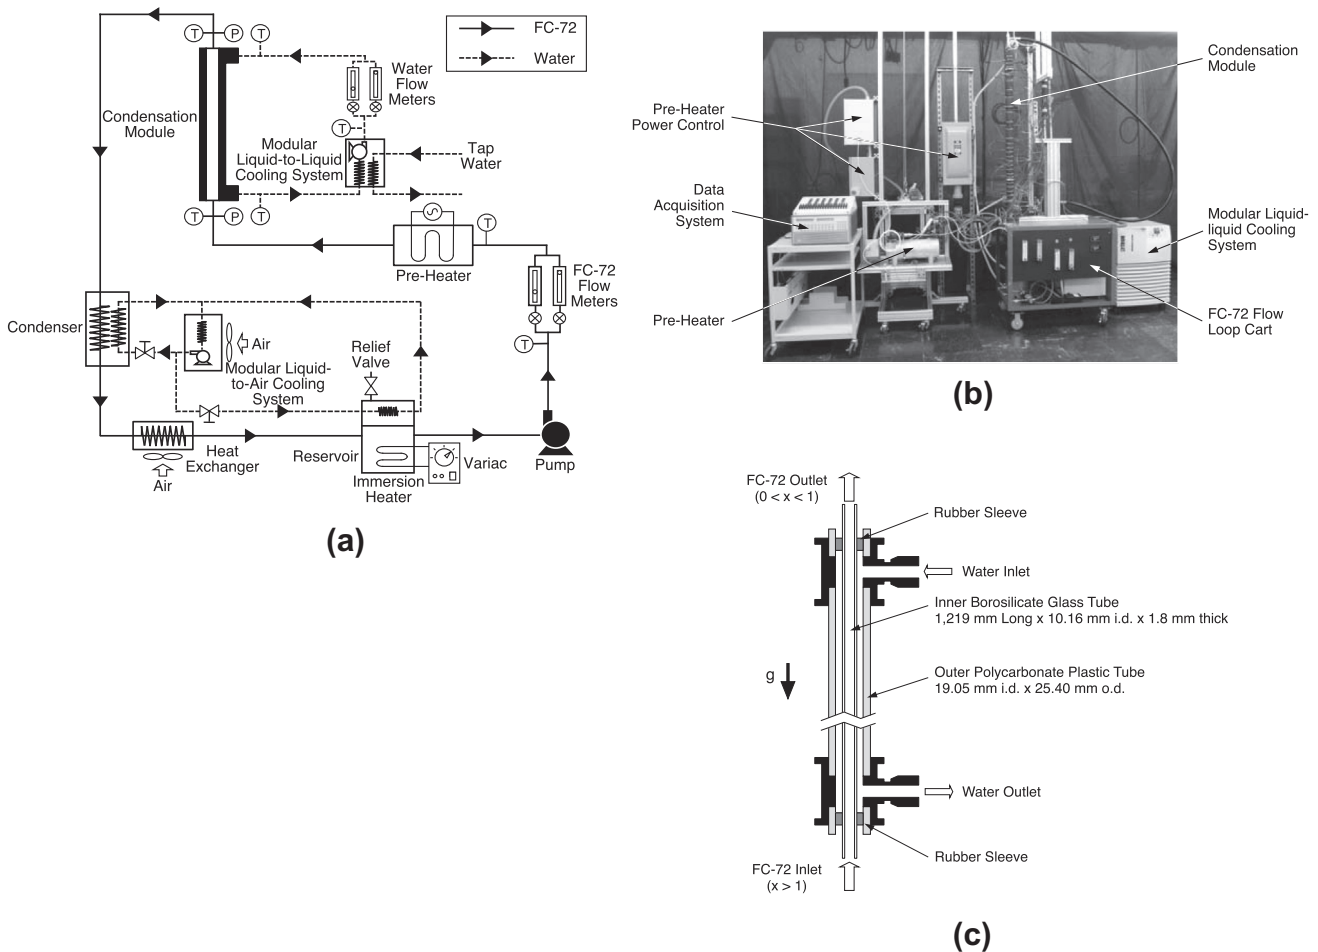 T
P
T
FC-72
Water
Water
Flow
Meters
Condensation
Module
T
Modular
Liquid-to-Liquid
Cooling System
Tap
Water
T
P
T
T
Pre-Heater
FC-72
Flow
Meters
Condenser
Air
Relief
Valve
T
Modular Liquid-
to-Air Cooling
System
Heat
Exchanger
Air
Reservoir
Immersion
Heater
Variac
Pump
(a)
Condensation
Module
Pre-Heater
Power Control
Data
Acquisition
System
Modular Liquid-
liquid Cooling
System
Pre-Heater
FC-72 Flow
Loop Cart
(b)
FC-72 Outlet
(0 < x < 1)
Rubber Sleeve
Water Inlet
Inner Borosilicate Glass Tube
1,219 mm Long x 10.16 mm i.d. x 1.8 mm thick
g
Outer Polycarbonate Plastic Tube
19.05 mm i.d. x 25.40 mm o.d.
Water Outlet
Rubber Sleeve
FC-72 Inlet
(x > 1)
(c)